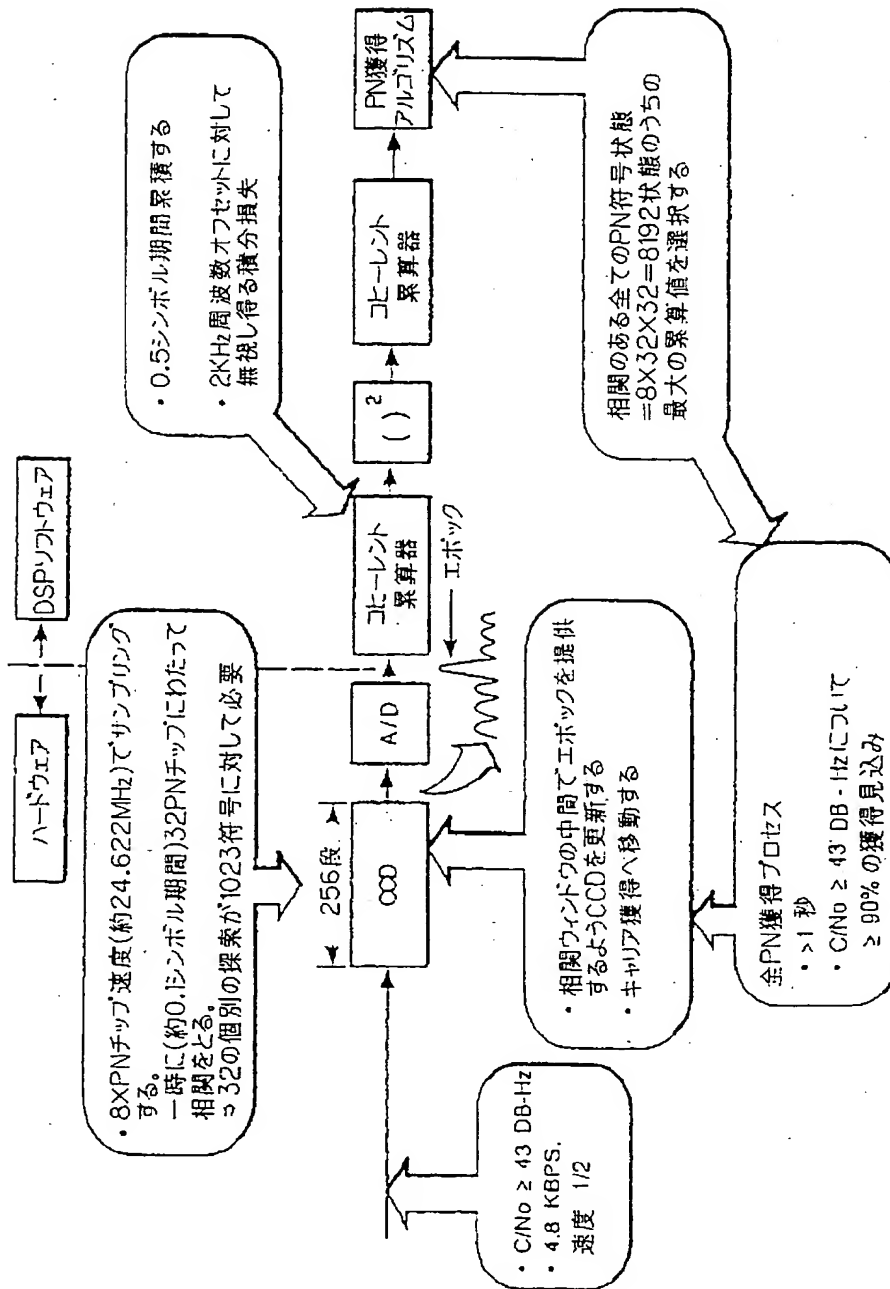 ハードウェア
DSPソフトウェア
・8XPNチップ速度(約24.622MHz)でサンプリング
する。
一時に(約0.1シンボル期間)32PNチップにわたって
相関をとる。
⇒32の個別の探索が1023符号に対して必要
・0.5シンボル期間累積する
・2KHz周波数オフセットに対して
無視し得る積分損失
256段
CCD
A/D
コヒーレント
累算器
( )²
コヒーレント
累算器
PN獲得
アルゴリズム
エポック
・C/No ≥ 43 DB-Hz
・4.8 KBPS.
速度 1/2
・相関ウィンドウの中間でエポックを提供
するようCCDを更新する
・キャリア獲得へ移動する
相関のある全てのPN符号状態
=8X32X32=8192状態のうちの
最大の累算値を選択する
全PN獲得プロセス
・>1秒
・C/No ≥ 43 DB-Hzについて
≥ 90%の獲得見込み